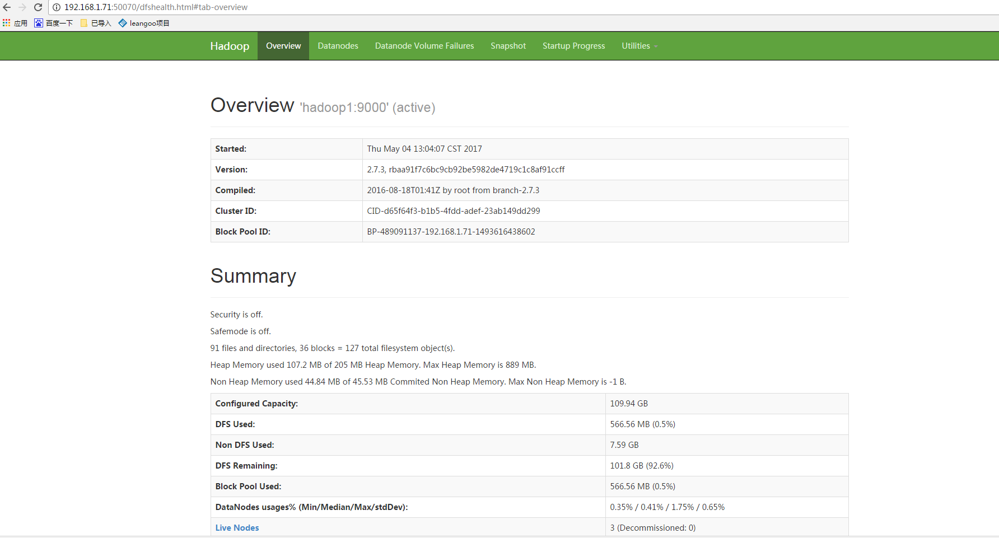 192.168.1.71:50070/dfshealth.html#tab-overview
应用 百度一下 已导入 leangoo项目
Hadoop Overview Datanodes Datanode Volume Failures Snapshot Startup Progress Utilities
Overview 'hadoop1:9000' (active)
Started: Thu May 04 13:04:07 CST 2017
Version: 2.7.3, rbaa91f7c6bc9cb92be5982de4719c1c8af91ccff
Compiled: 2016-08-18T01:41Z by root from branch-2.7.3
Cluster ID: CID-d65f64f3-b1b5-4fdd-adef-23ab149dd299
Block Pool ID: BP-489091137-192.168.1.71-1493616438602
Summary
Security is off.
Safemode is off.
91 files and directories, 36 blocks = 127 total filesystem object(s).
Heap Memory used 107.2 MB of 205 MB Heap Memory. Max Heap Memory is 889 MB.
Non Heap Memory used 44.84 MB of 45.53 MB Commited Non Heap Memory. Max Non Heap Memory is -1 B.
Configured Capacity: 109.94 GB
DFS Used: 566.56 MB (0.5%)
Non DFS Used: 7.59 GB
DFS Remaining: 101.8 GB (92.6%)
Block Pool Used: 566.56 MB (0.5%)
DataNodes usages% (Min/Median/Max/stdDev): 0.35% / 0.41% / 1.75% / 0.65%
Live Nodes 3 (Decommissioned: 0)